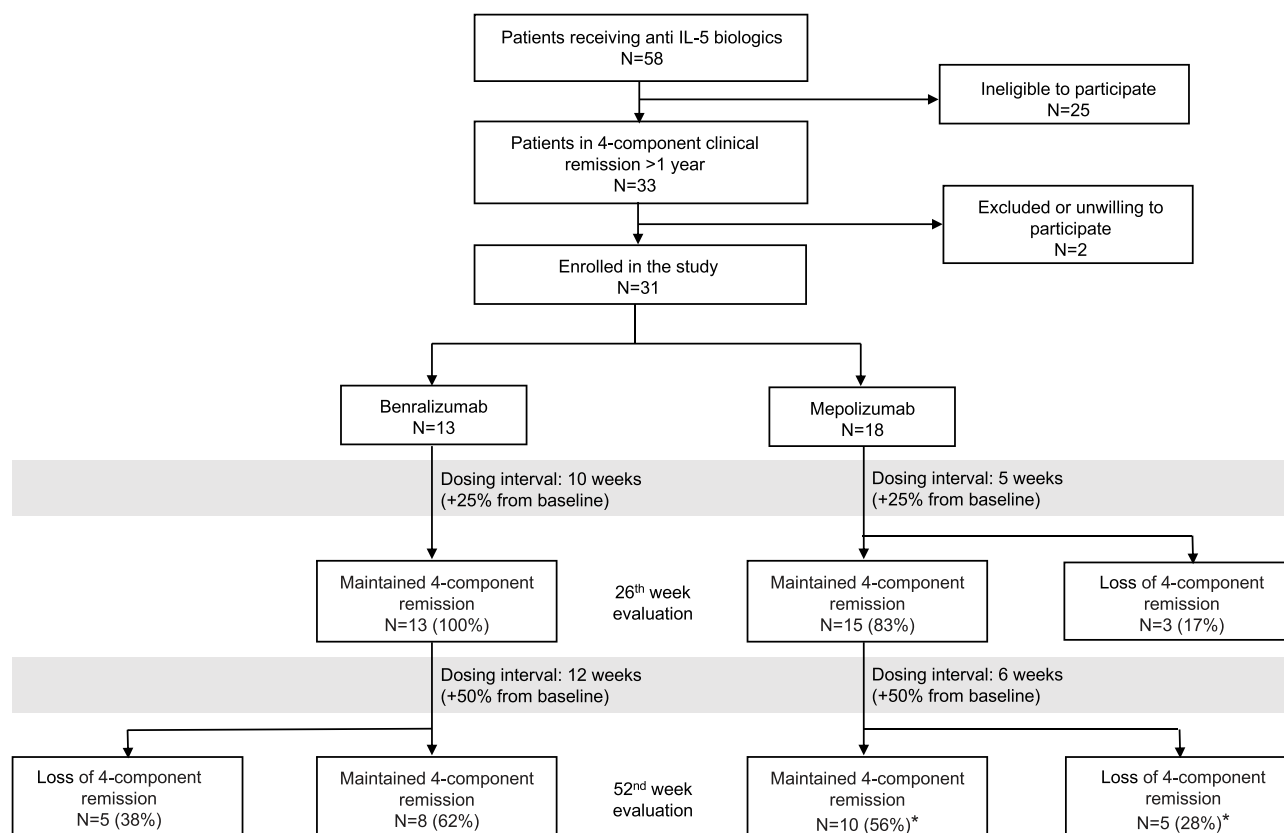 Patients receiving anti IL-5 biologics
N=58
Ineligible to participate
N=25
Patients in 4-component clinical
remission >1 year
N=33
Excluded or unwilling to
participate
N=2
Enrolled in the study
N=31
Benralizumab
N=13
Mepolizumab
N=18
Dosing interval: 10 weeks
(+25% from baseline)
Dosing interval: 5 weeks
(+25% from baseline)
Maintained 4-component
remission
N=13 (100%)
26th week
evaluation
Maintained 4-component
remission
N=15 (83%)
Loss of 4-component
remission
N=3 (17%)
Dosing interval: 12 weeks
(+50% from baseline)
Dosing interval: 6 weeks
(+50% from baseline)
Loss of 4-component
remission
N=5 (38%)
Maintained 4-component
remission
N=8 (62%)
52nd week
evaluation
Maintained 4-component
remission
N=10 (56%)*
Loss of 4-component
remission
N=5 (28%)*